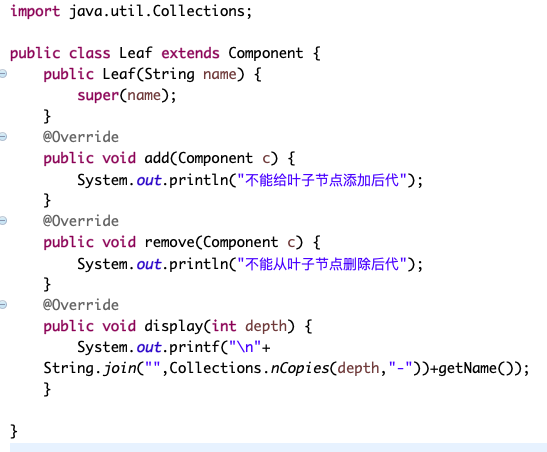 import java.util.Collections;
public class Leaf extends Component {
public Leaf(String name) {
super(name);
}
@Override
public void add(Component c) {
System.out.println("不能给叶子节点添加后代");
}
@Override
public void remove(Component c) {
System.out.println("不能从叶子节点删除后代");
}
@Override
public void display(int depth) {
System.out.printf("\n"+
String.join("",Collections.nCopies(depth,"-"))+getName());
}
}